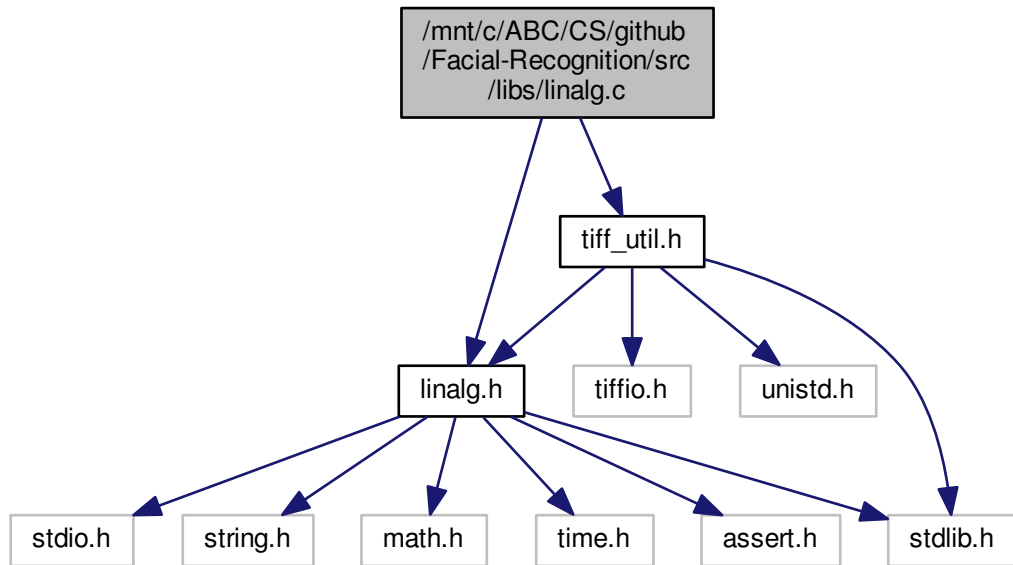 /mnt/c/ABC/CS/github
/Facial-Recognition/src
/libs/linalg.c
tiff_util.h
linalg.h
tiffio.h
unistd.h
stdio.h
string.h
math.h
time.h
assert.h
stdlib.h